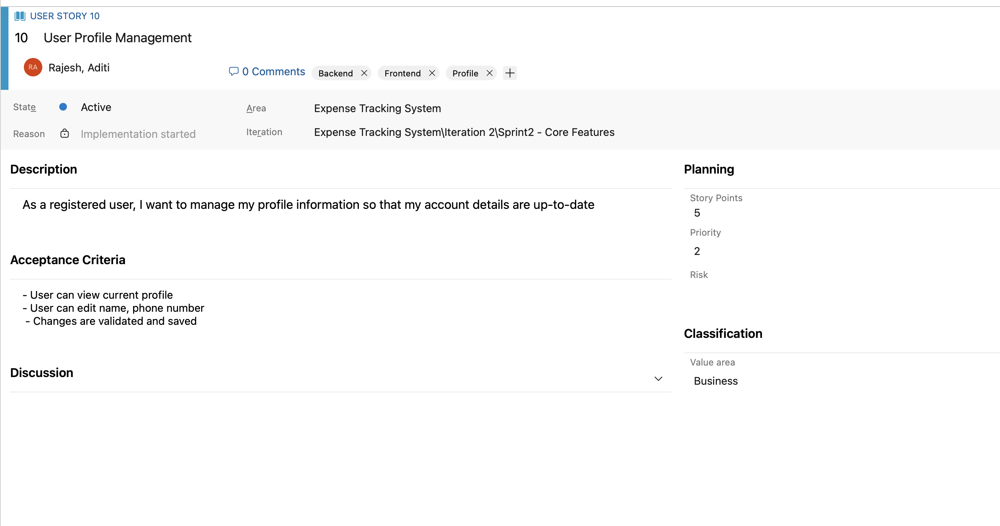 USER STORY 10
10 User Profile Management
RA Rajesh, Aditi
0 Comments Backend Frontend Profile
State Active Area Expense Tracking System
Reason Implementation started Iteration Expense Tracking System\Iteration 2\Sprint2 - Core Features
Description
As a registered user, I want to manage my profile information so that my account details are up-to-date
Acceptance Criteria
- User can view current profile
- User can edit name, phone number
- Changes are validated and saved
Discussion
Planning
Story Points
5
Priority
2
Risk
Classification
Value area
Business